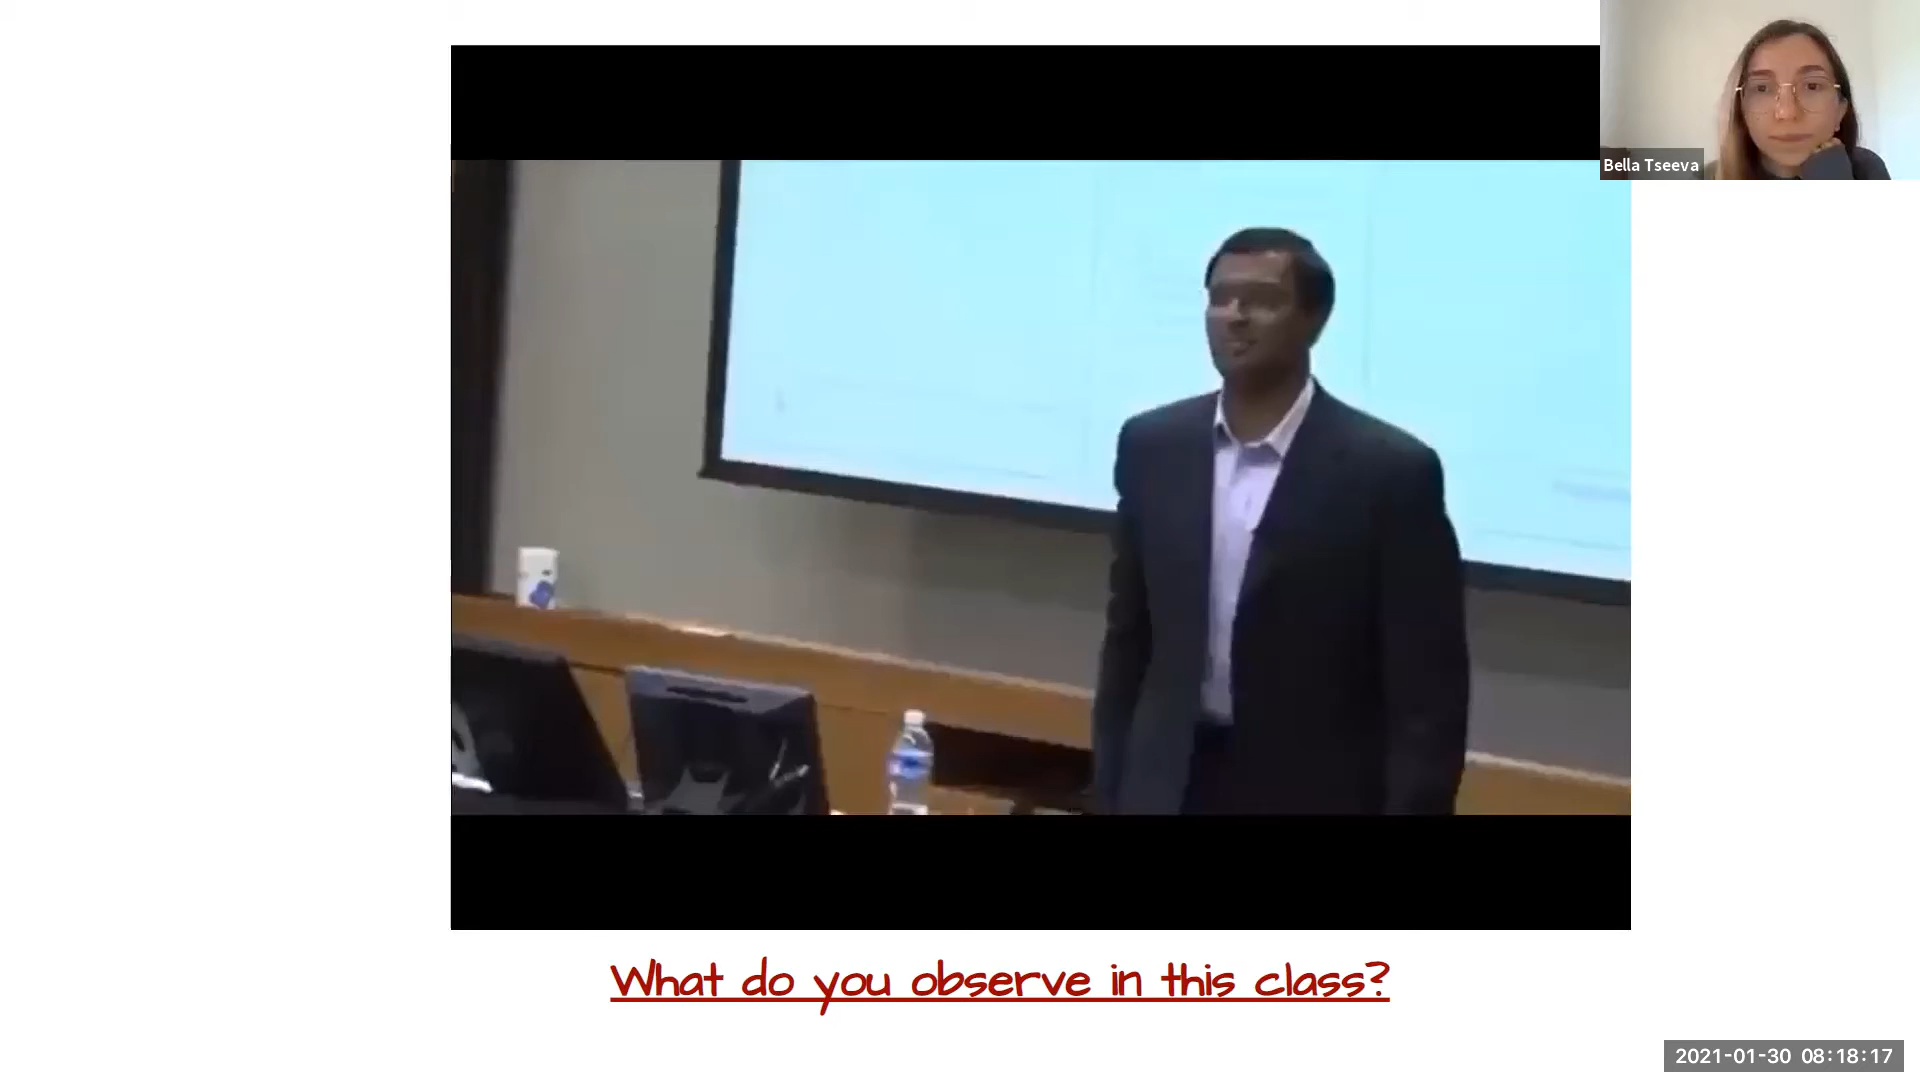 Bella Tseeva
What do you observe in this class?
2021-01-30 08:18:17